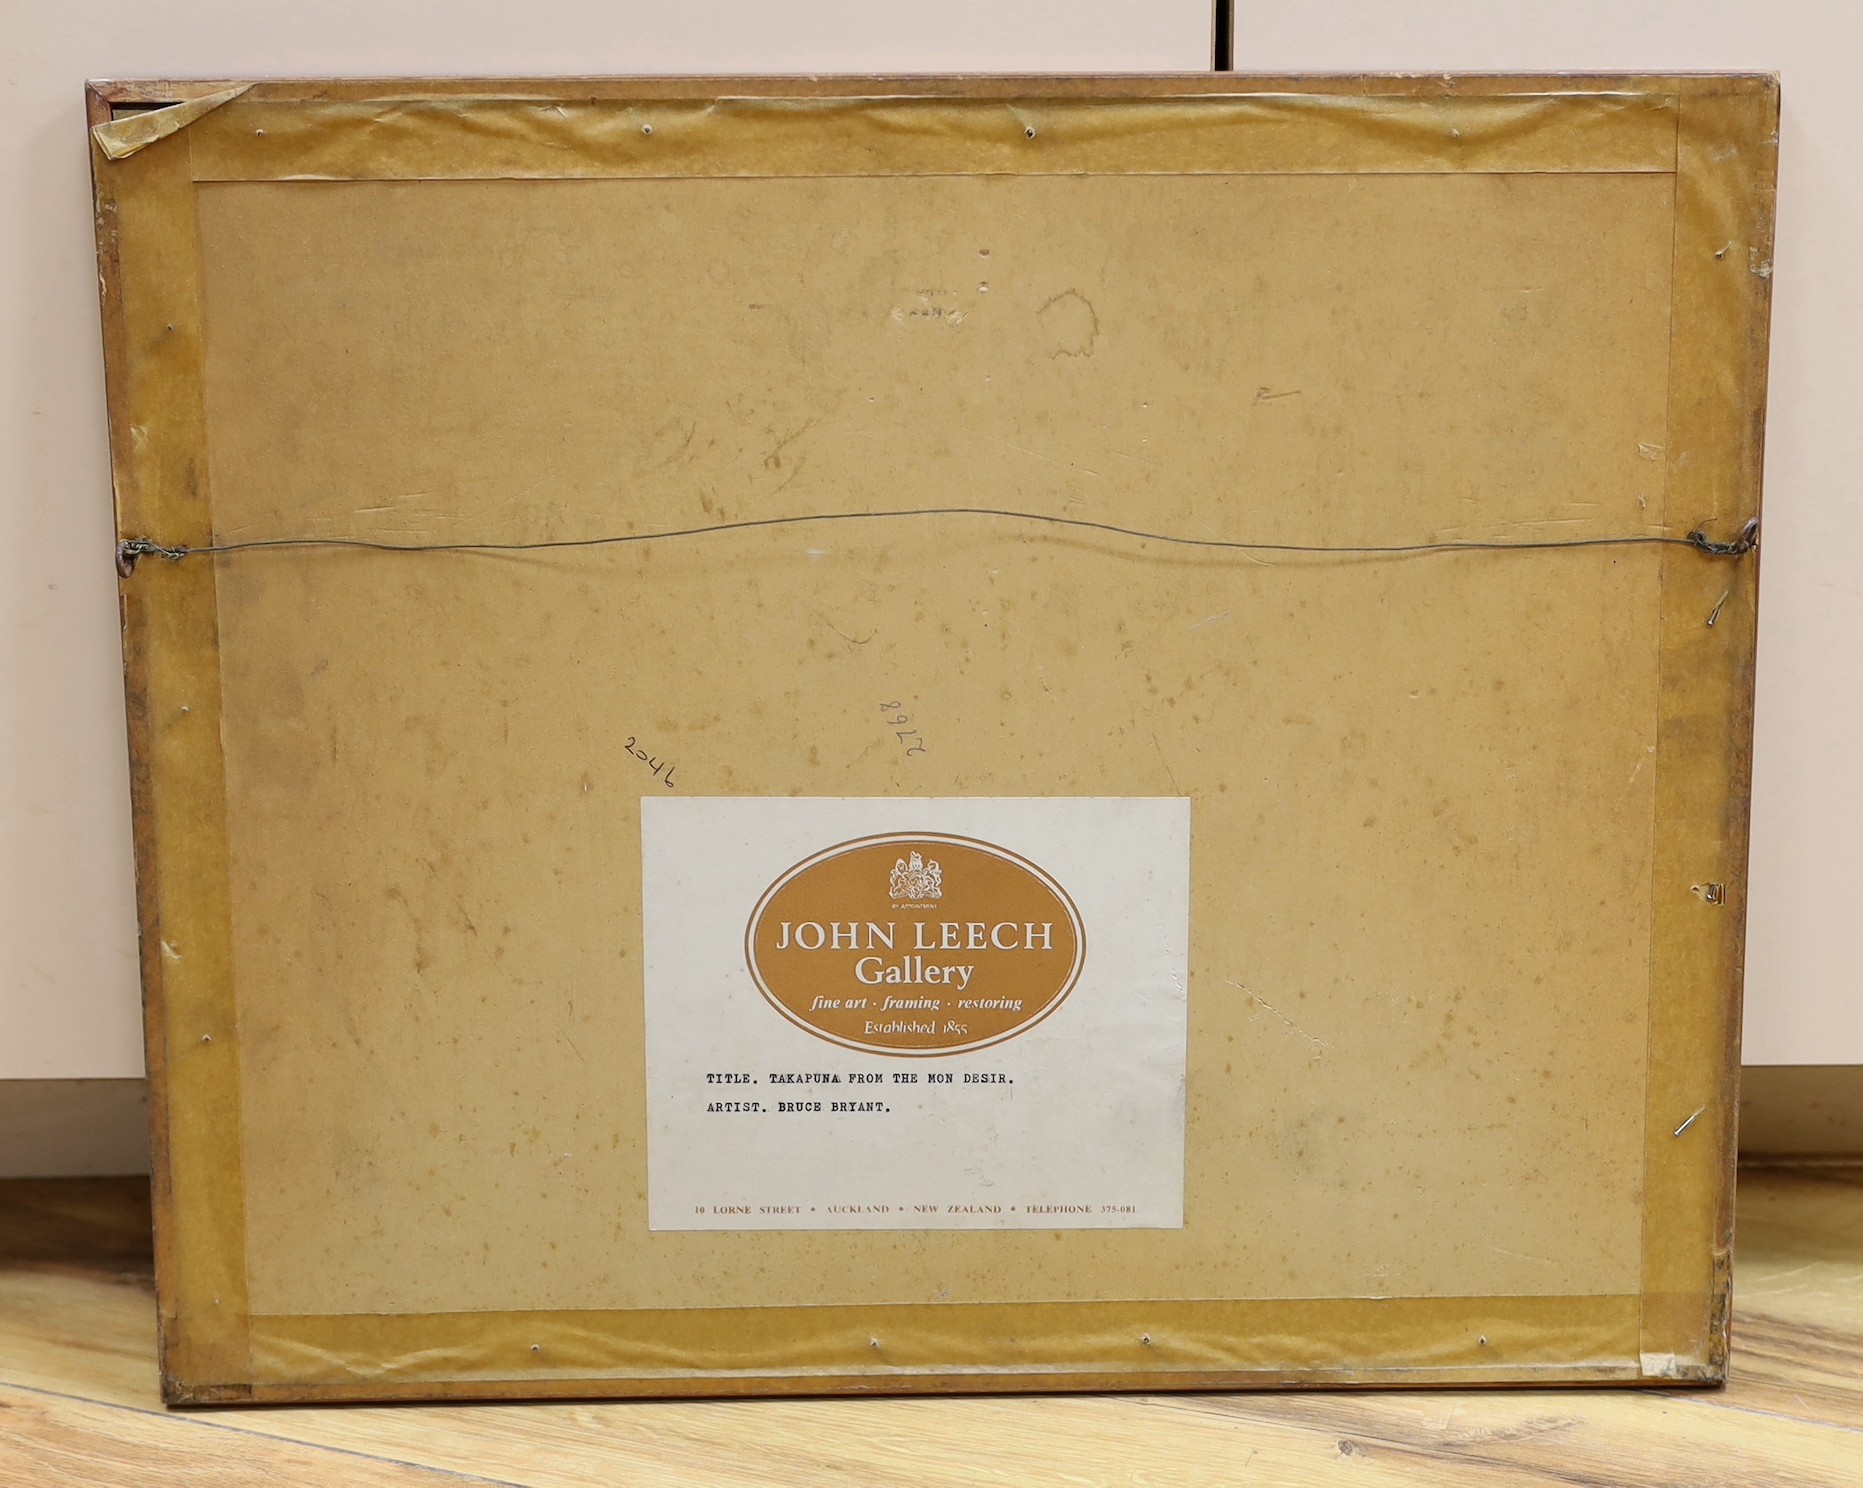 2768
2046
BY APPOINTMENT
JOHN LEECH
Gallery
fine art · framing · restoring
Established 1855
TITLE. TAKAPUNA FROM THE MON DESIR.
ARTIST. BRUCE BRYANT.
10 LORNE STREET • AUCKLAND • NEW ZEALAND • TELEPHONE 375-081